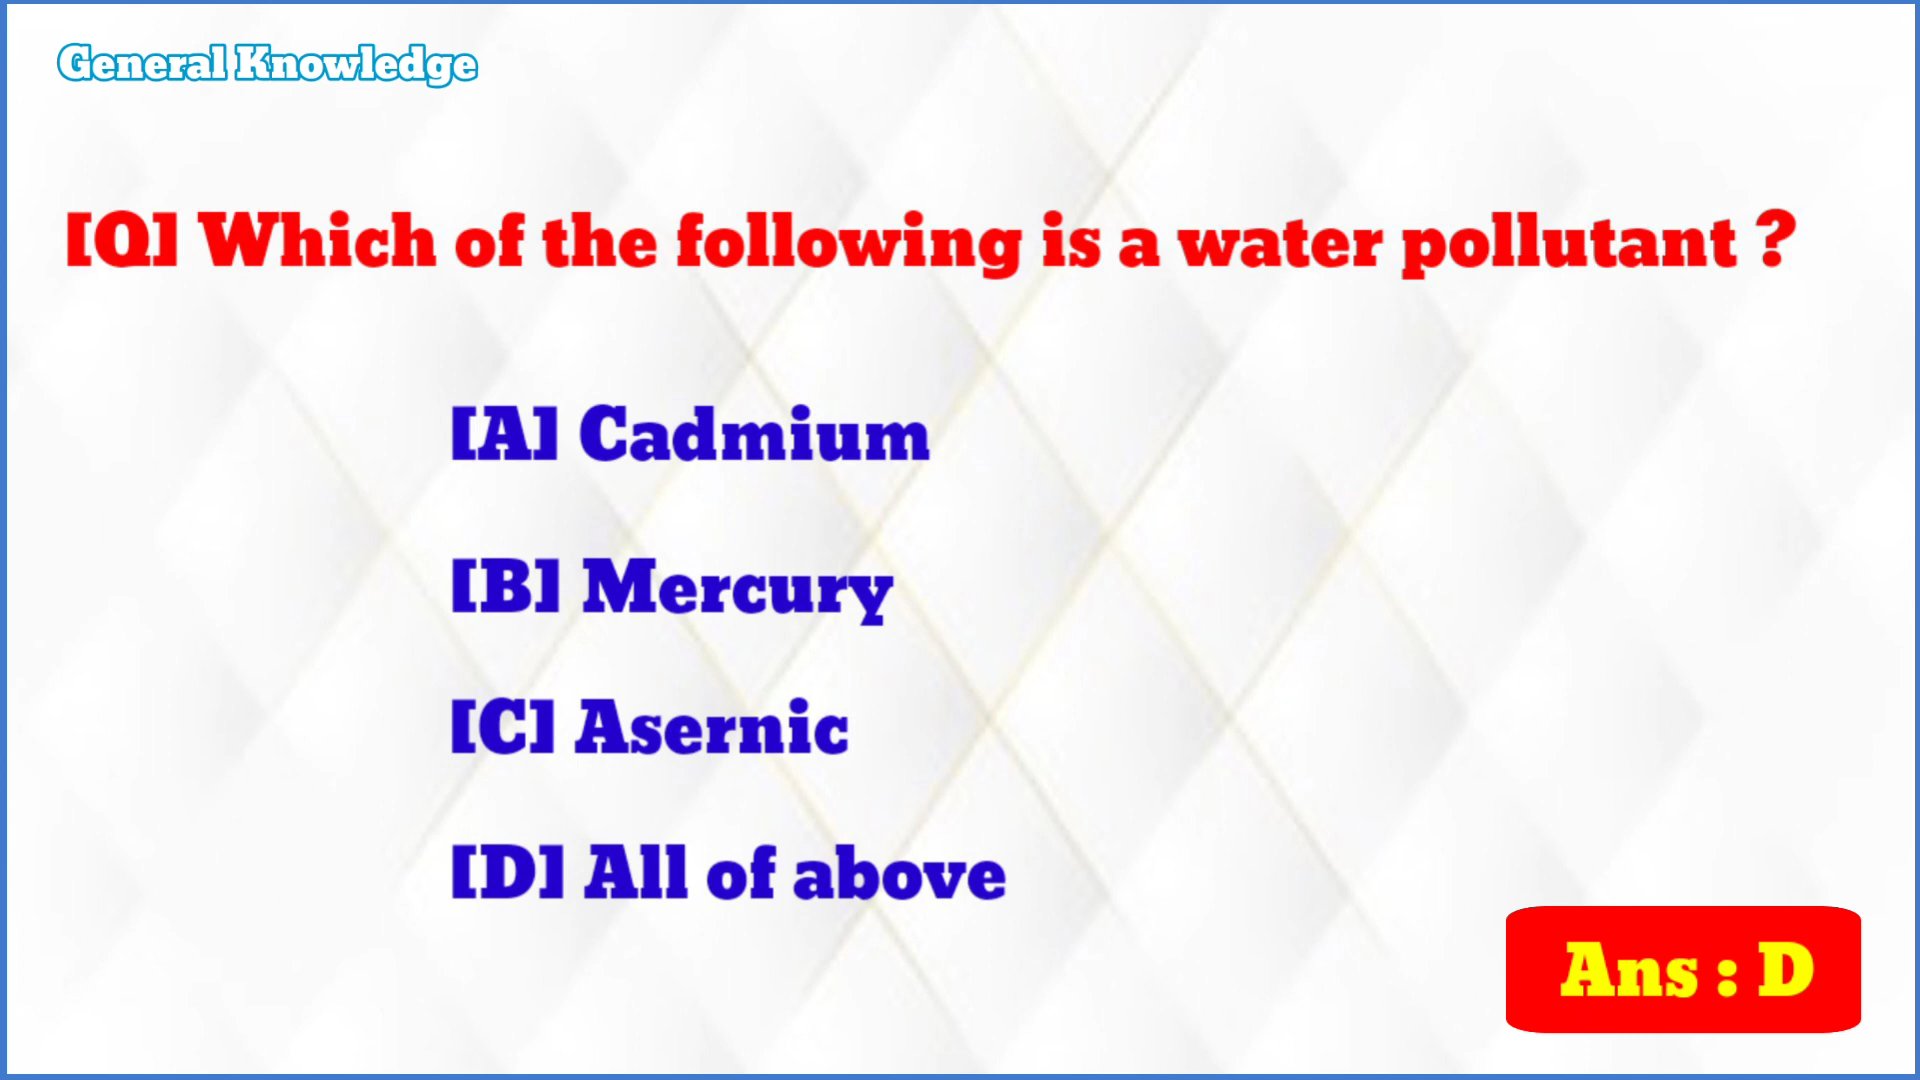 General Knowledge
[Q] Which of the following is a water pollutant ?
[A] Cadmium
[B] Mercury
[C] Asernic
[D] All of above
Ans : D